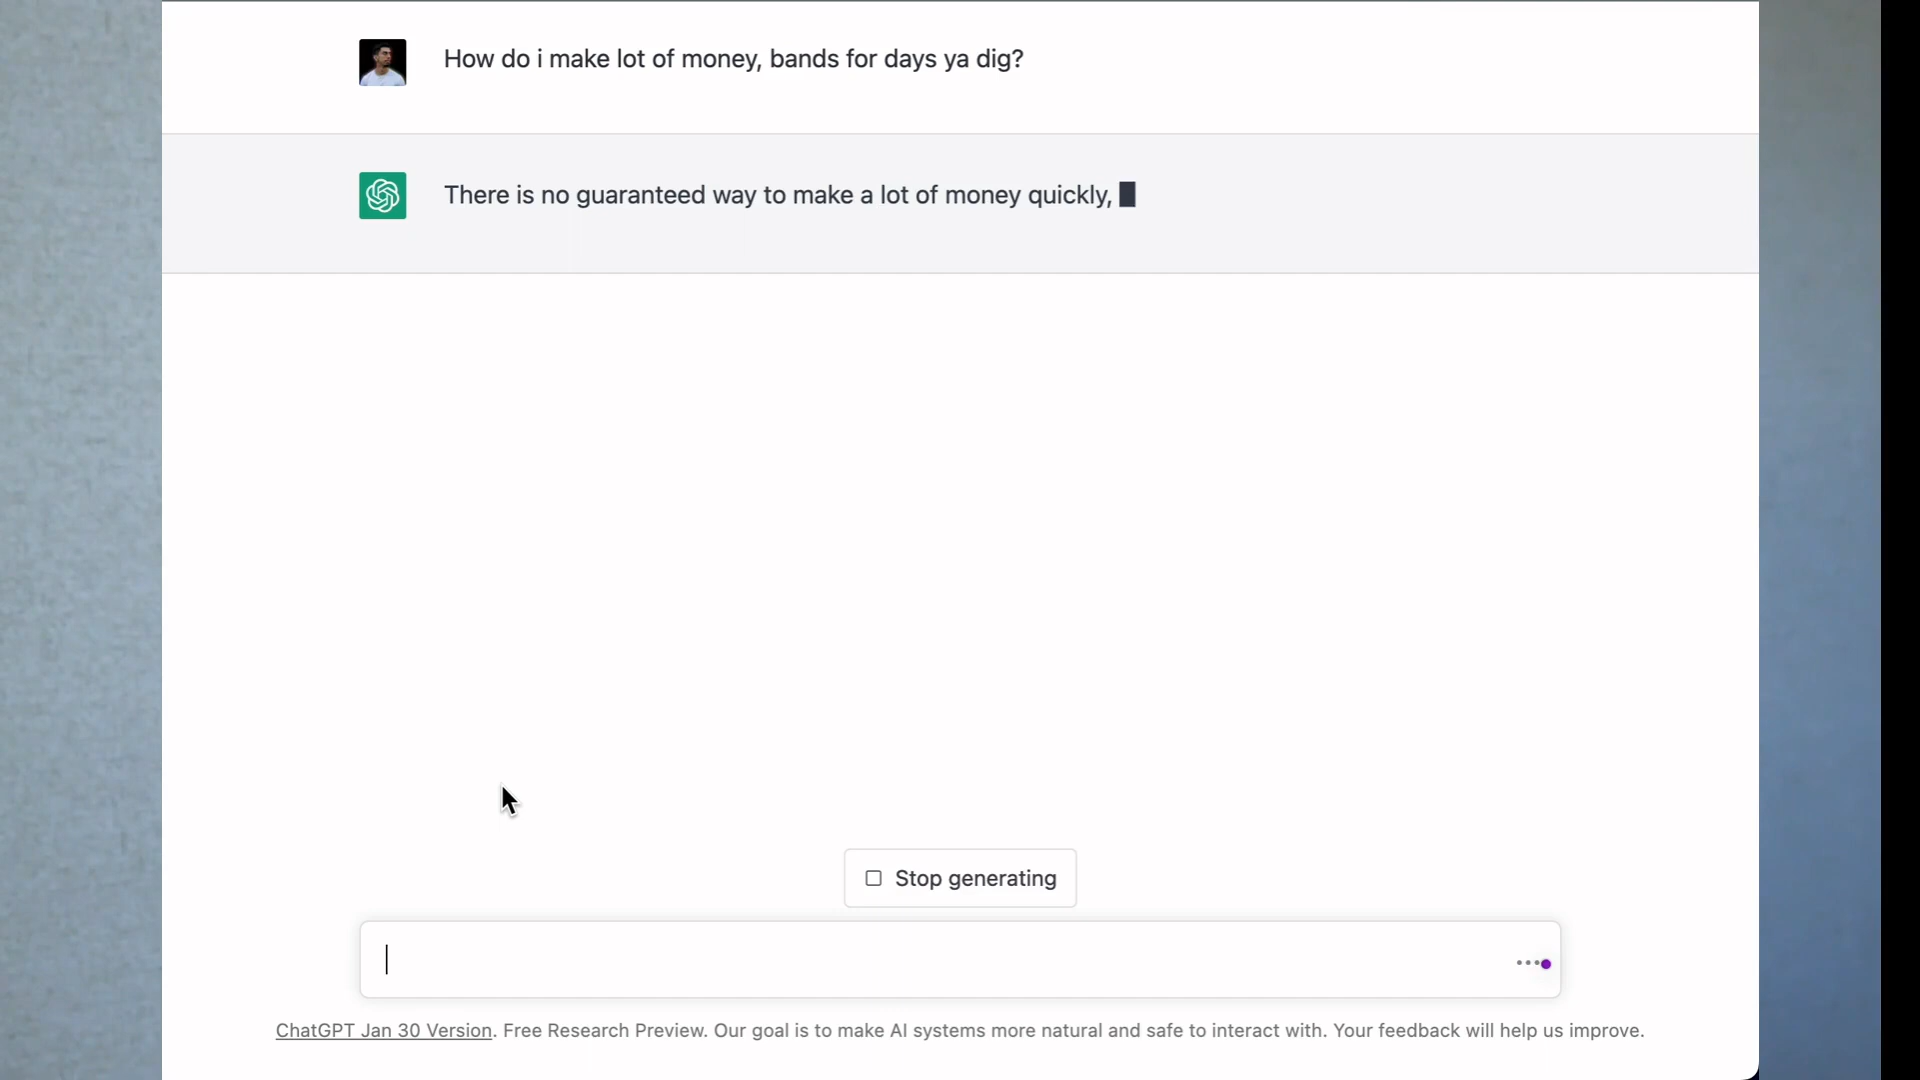 How do i make lot of money, bands for days ya dig?
There is no guaranteed way to make a lot of money quickly,
Stop generating
ChatGPT Jan 30 Version. Free Research Preview. Our goal is to make AI systems more natural and safe to interact with. Your feedback will help us improve.